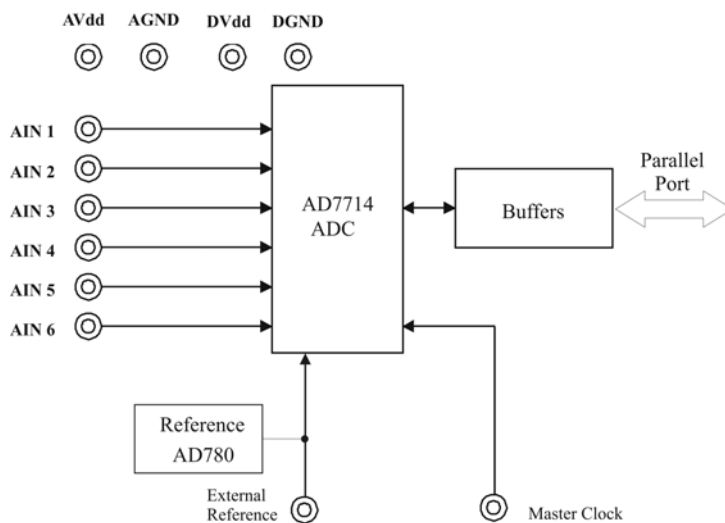 AVdd AGND DVdd DGND
AIN 1
AIN 2
AIN 3
AIN 4
AIN 5
AIN 6
AD7714
ADC
Buffers
Parallel
Port
Reference
AD780
External
Reference
Master Clock